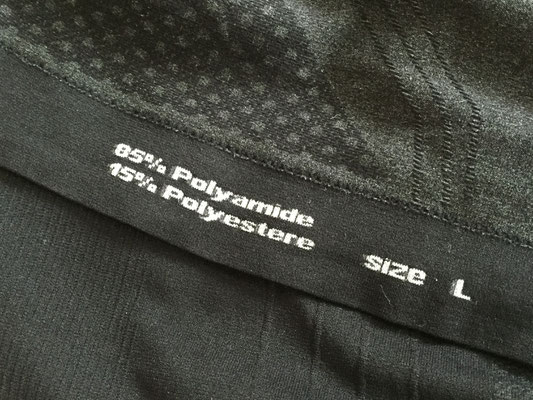 85% Polyamide
15% Polyestere
size L